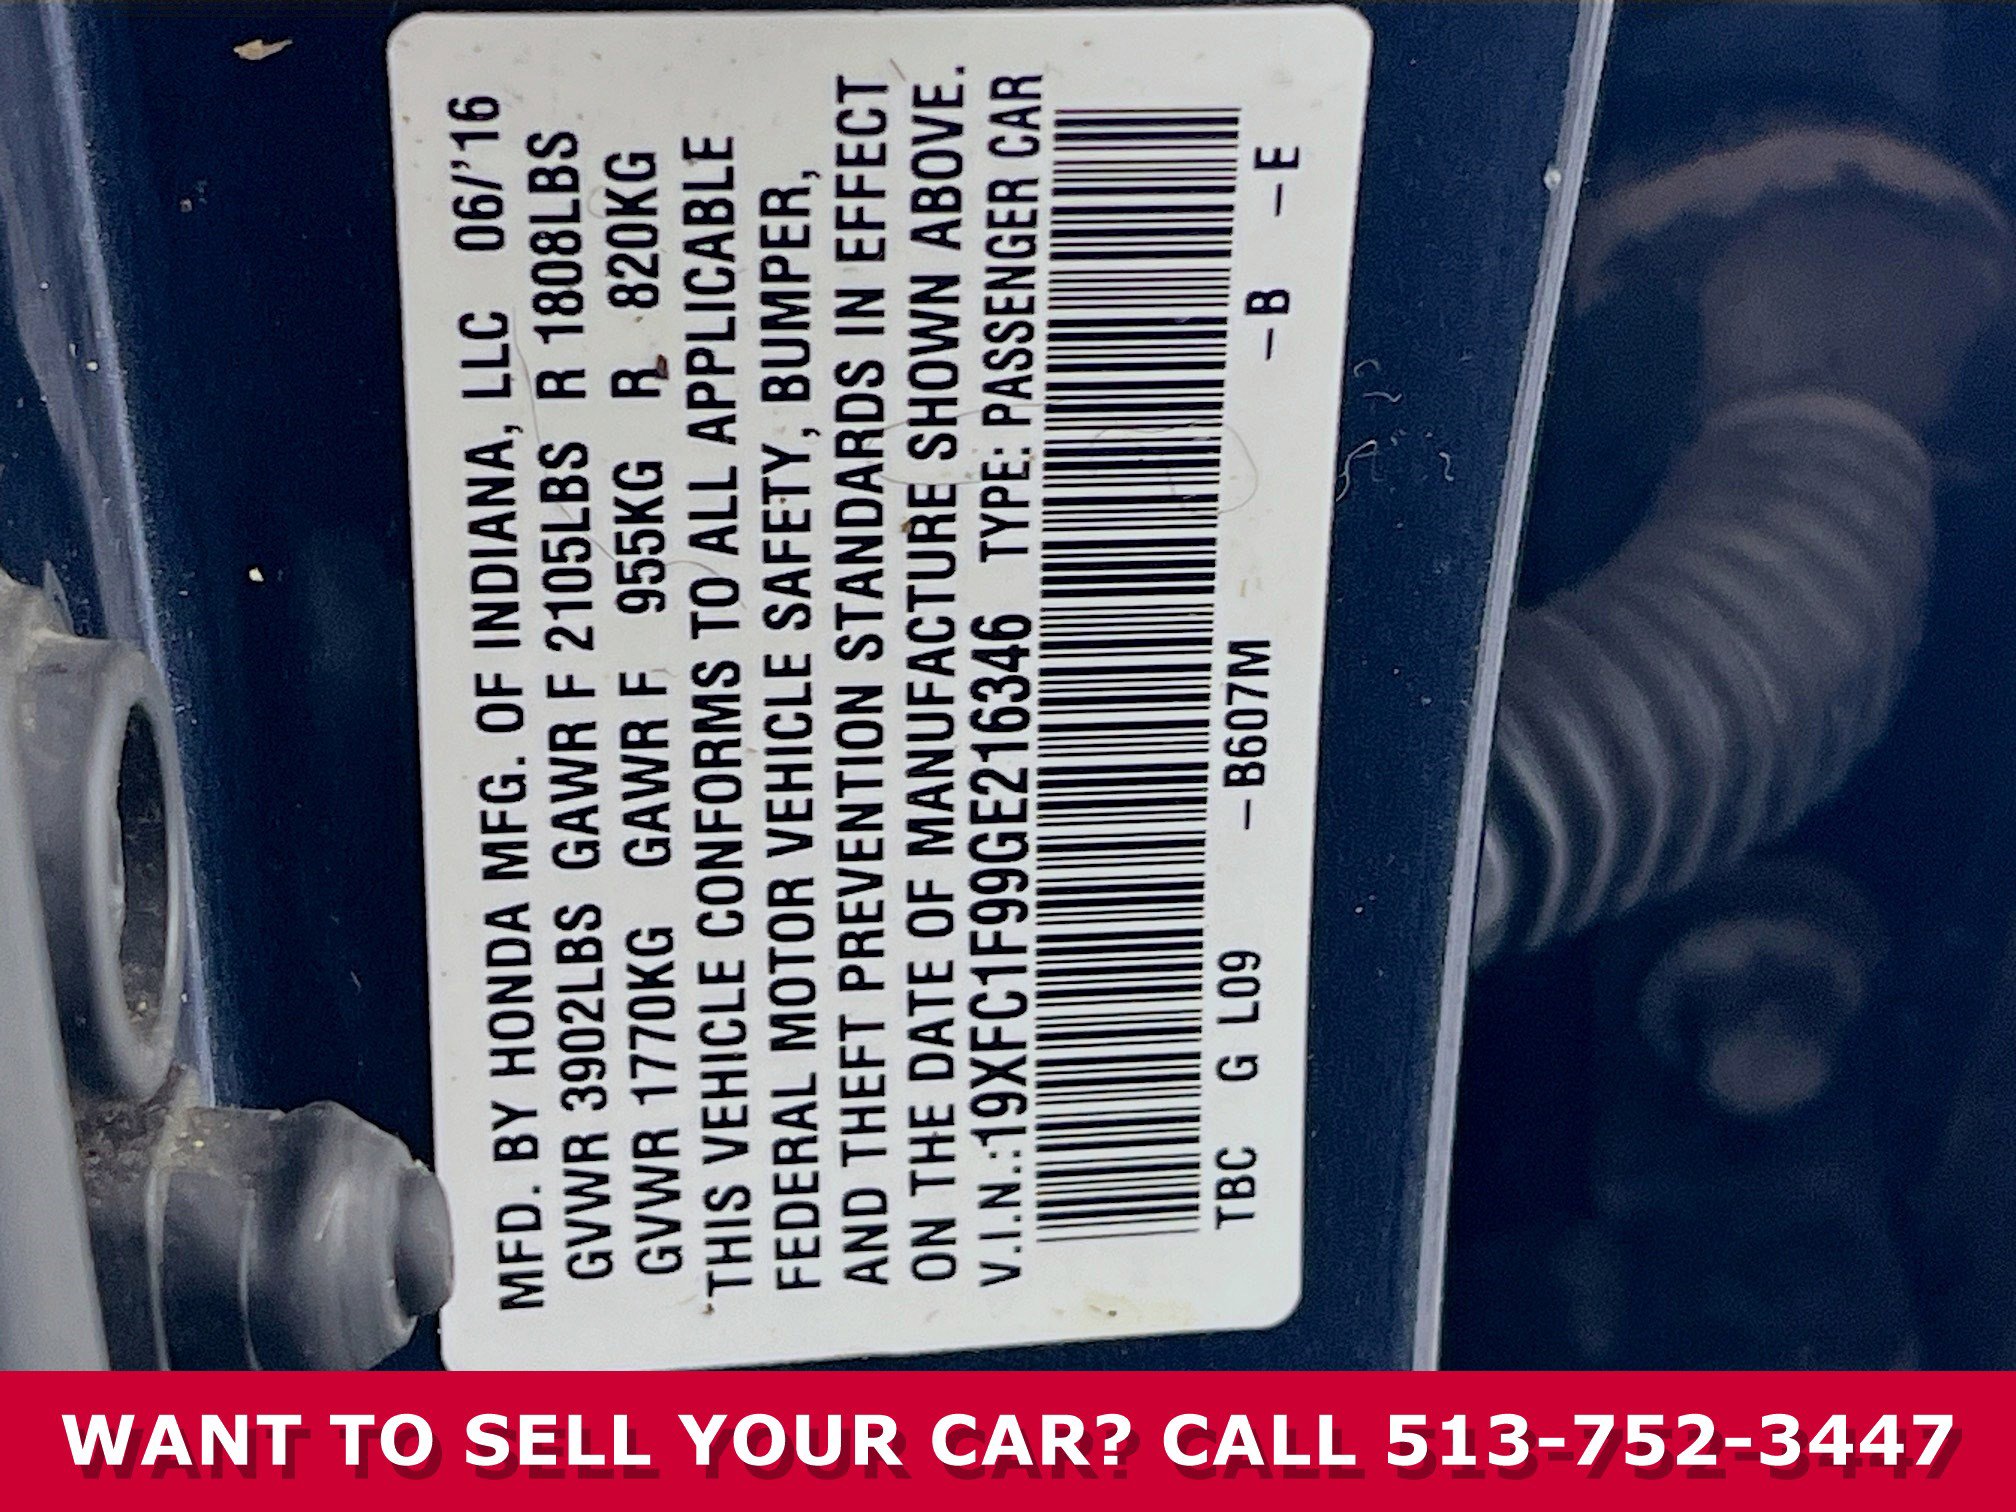 MFD. BY HONDA MFG. OF INDIANA, LLC 06/'16
GVWR 3902LBS GAWR F 2105LBS R 1808LBS
GVWR 1770KG GAWR F 955KG R 820KG
THIS VEHICLE CONFORMS TO ALL APPLICABLE
FEDERAL MOTOR VEHICLE SAFETY, BUMPER,
AND THEFT PREVENTION STANDARDS IN EFFECT
ON THE DATE OF MANUFACTURE SHOWN ABOVE.
V.I.N.:19XFC1F99GE216346 TYPE: PASSENGER CAR
TBC G L09 –B607M –B –E
WANT TO SELL YOUR CAR? CALL 513-752-3447